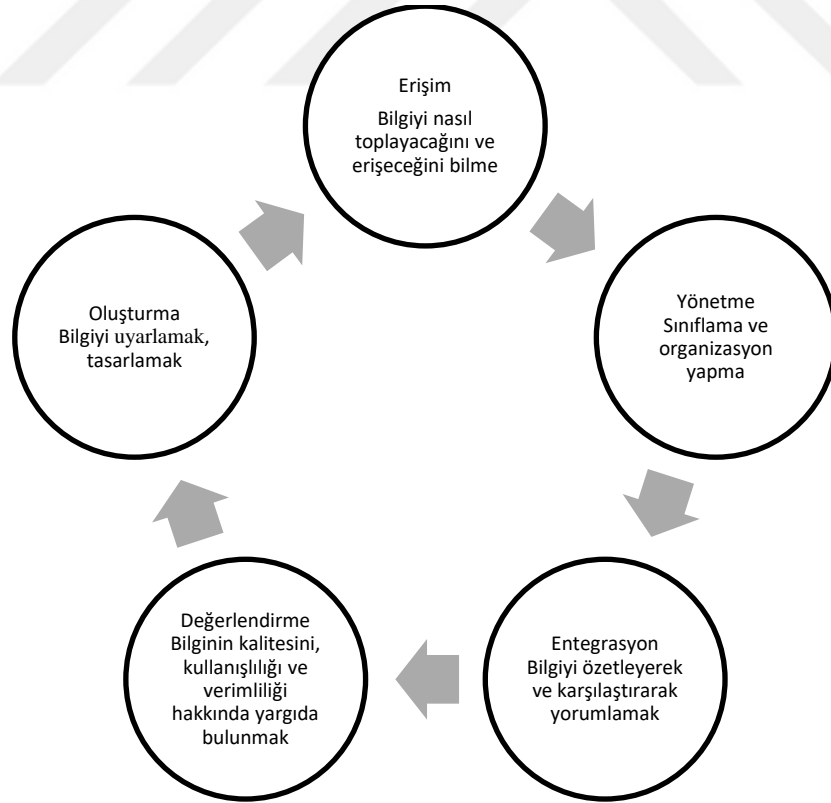 Erişim
Bilgiyi nasıl
toplayacağını ve
erişeceğini bilme
Yönetme
Sınıflama ve
organizasyon
yapma
Entegrasyon
Bilgiyi özetleyerek
ve karşılaştırarak
yorumlamak
Değerlendirme
Bilginin kalitesini,
kullanışlılığı ve
verimliliği
hakkında yargıda
bulunmak
Oluşturma
Bilgiyi uyarlamak,
tasarlamak